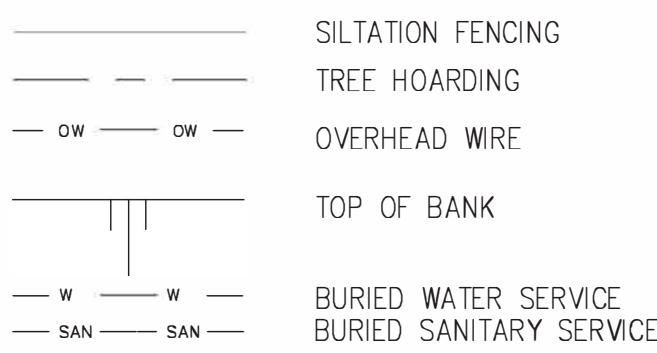 SILTATION FENCING
TREE HOARDING
OW OW OVERHEAD WIRE
TOP OF BANK
W W BURIED WATER SERVICE
SAN SAN BURIED SANITARY SERVICE